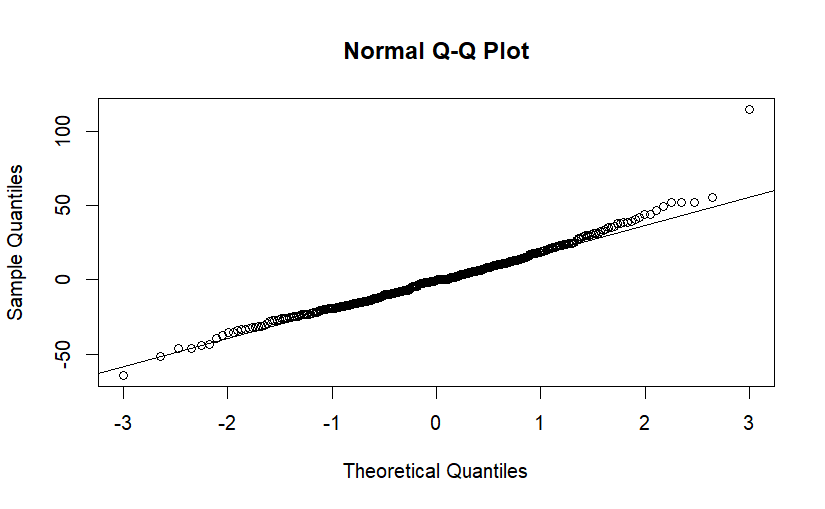 Normal Q-Q Plot
100
50
0
-50
Sample Quantiles
-3 -2 -1 0 1 2 3
Theoretical Quantiles